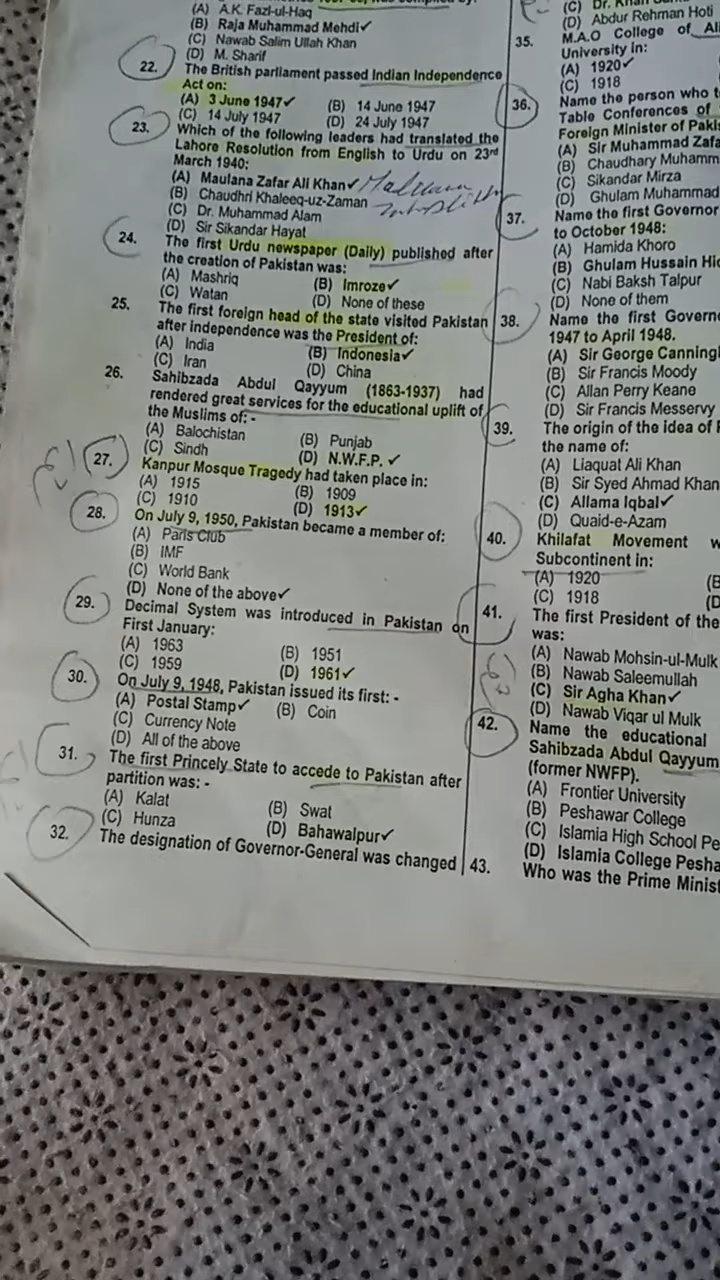 (A) A.K. Fazl-ul-Haq
(B) Raja Muhammad Mehdi✓
(C) Nawab Salim Ullah Khan
(D) M. Sharif
22. The British parliament passed Indian Independence
Act on:
(A) 3 June 1947✓ (B) 14 June 1947
(C) 14 July 1947 (D) 24 July 1947
23. Which of the following leaders had translated the
Lahore Resolution from English to Urdu on 23rd
March 1940:
(A) Maulana Zafar Ali Khan✓
(B) Chaudhri Khaleeq-uz-Zaman
(C) Dr. Muhammad Alam
(D) Sir Sikandar Hayat
24. The first Urdu newspaper (Daily) published after
the creation of Pakistan was:
(A) Mashriq (B) Imroze✓
(C) Watan (D) None of these
25. The first foreign head of the state visited Pakistan
after independence was the President of:
(A) India (B) Indonesia✓
(C) Iran (D) China
26. Sahibzada Abdul Qayyum (1863-1937) had
rendered great services for the educational uplift of
the Muslims of: -
(A) Balochistan (B) Punjab
(C) Sindh (D) N.W.F.P. ✓
27. Kanpur Mosque Tragedy had taken place in:
(A) 1915 (B) 1909
(C) 1910 (D) 1913✓
28. On July 9, 1950, Pakistan became a member of:
(A) Paris Club
(B) IMF
(C) World Bank
(D) None of the above✓
29. Decimal System was introduced in Pakistan on
First January:
(A) 1963 (B) 1951
(C) 1959 (D) 1961✓
30. On July 9, 1948, Pakistan issued its first: -
(A) Postal Stamp✓ (B) Coin
(C) Currency Note
(D) All of the above
31. The first Princely State to accede to Pakistan after
partition was: -
(A) Kalat (B) Swat
(C) Hunza (D) Bahawalpur✓
32. The designation of Governor-General was changed
(C) Dr. Khan
(D) Abdur Rehman Hoti
35. M.A.O College of
University in:
(A) 1920✓
(C) 1918
36. Name the person who
Table Conferences of
Foreign Minister of
(A) Sir Muhammad
(B) Chaudhary
(C) Sikandar Mirza
(D) Ghulam Muhammad
37. Name the first Governor
to October 1948:
(A) Hamida Khoro
(B) Ghulam Hussain
(C) Nabi Baksh Talpur
(D) None of them
38. Name the first
1947 to April 1948.
(A) Sir George
(B) Sir Francis Moody
(C) Allan Perry Keane
(D) Sir Francis Messervy
39. The origin of the idea of
the name of:
(A) Liaquat Ali Khan
(B) Sir Syed Ahmad Khan
(C) Allama Iqbal✓
(D) Quaid-e-Azam
40. Khilafat Movement
Subcontinent in:
(A) 1920
(C) 1918
41. The first President of the
was:
(A) Nawab Mohsin-ul-Mulk
(B) Nawab Saleemullah
(C) Sir Agha Khan✓
(D) Nawab Viqar ul Mulk
42. Name the educational
Sahibzada Abdul Qayyum
(former NWFP).
(A) Frontier University
(B) Peshawar College
(C) Islamia High School
(D) Islamia College
43. Who was the Prime